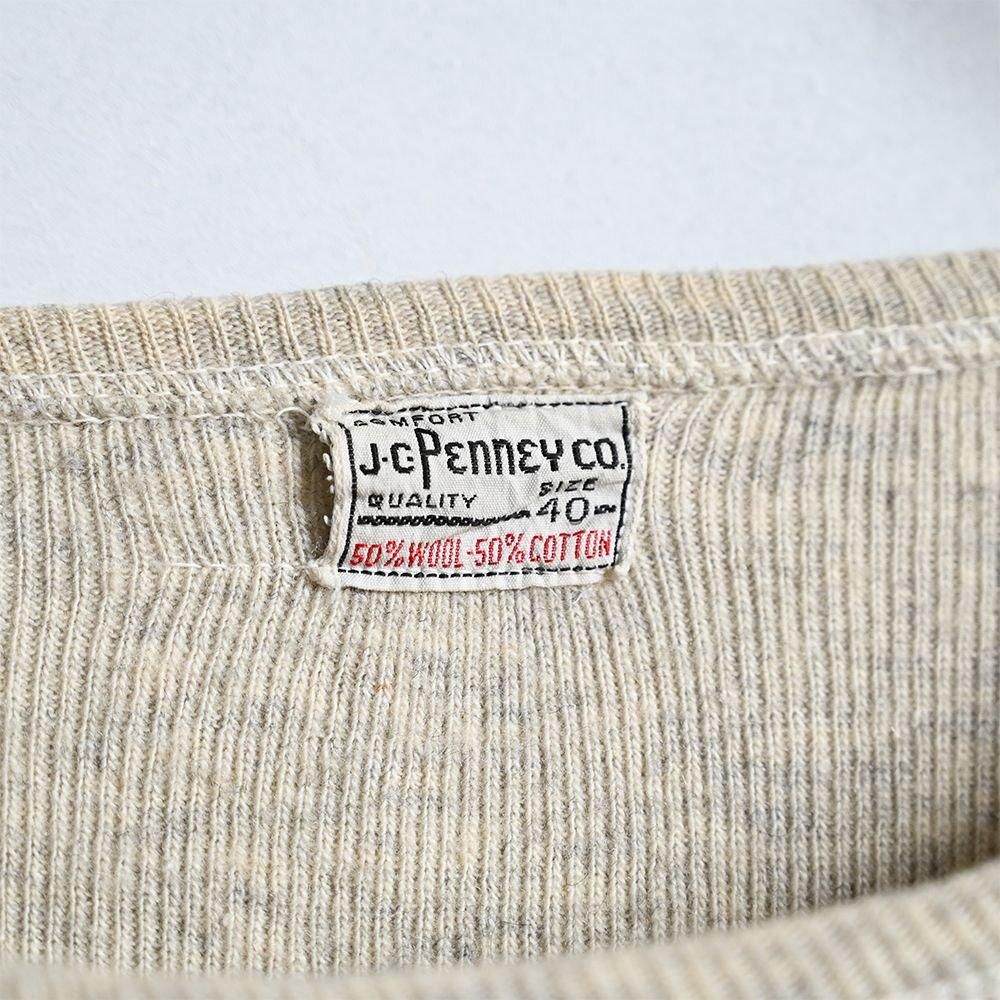 COMFORT
J·C PENNEY CO.
QUALITY SIZE
40
50% WOOL-50% COTTON